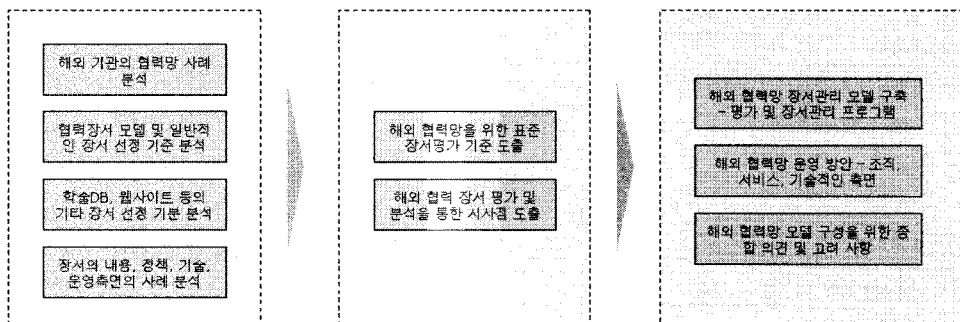 해외 기관의 협력망 사례
분석
협력장서 모델 및 일반적
인 장서 선정 기준 분석
학술DB, 웹사이트 등의
기타 장서 선정 기분 분석
장서의 내용, 정책, 기술,
운영측면의 사례 분석
해외 협력망을 위한 표준
장서평가 기준 도출
해외 협력 장서 평가 및
분석을 통한 시사점 도출
해외 협력망 장서관리 모델 구축
- 평가 및 장서관리 프로그램
해외 협력망 운영 방안 - 조직,
서비스, 기술적인 측면
해외 협력망 모델 구성을 위한 종
합 의견 및 고려 사항